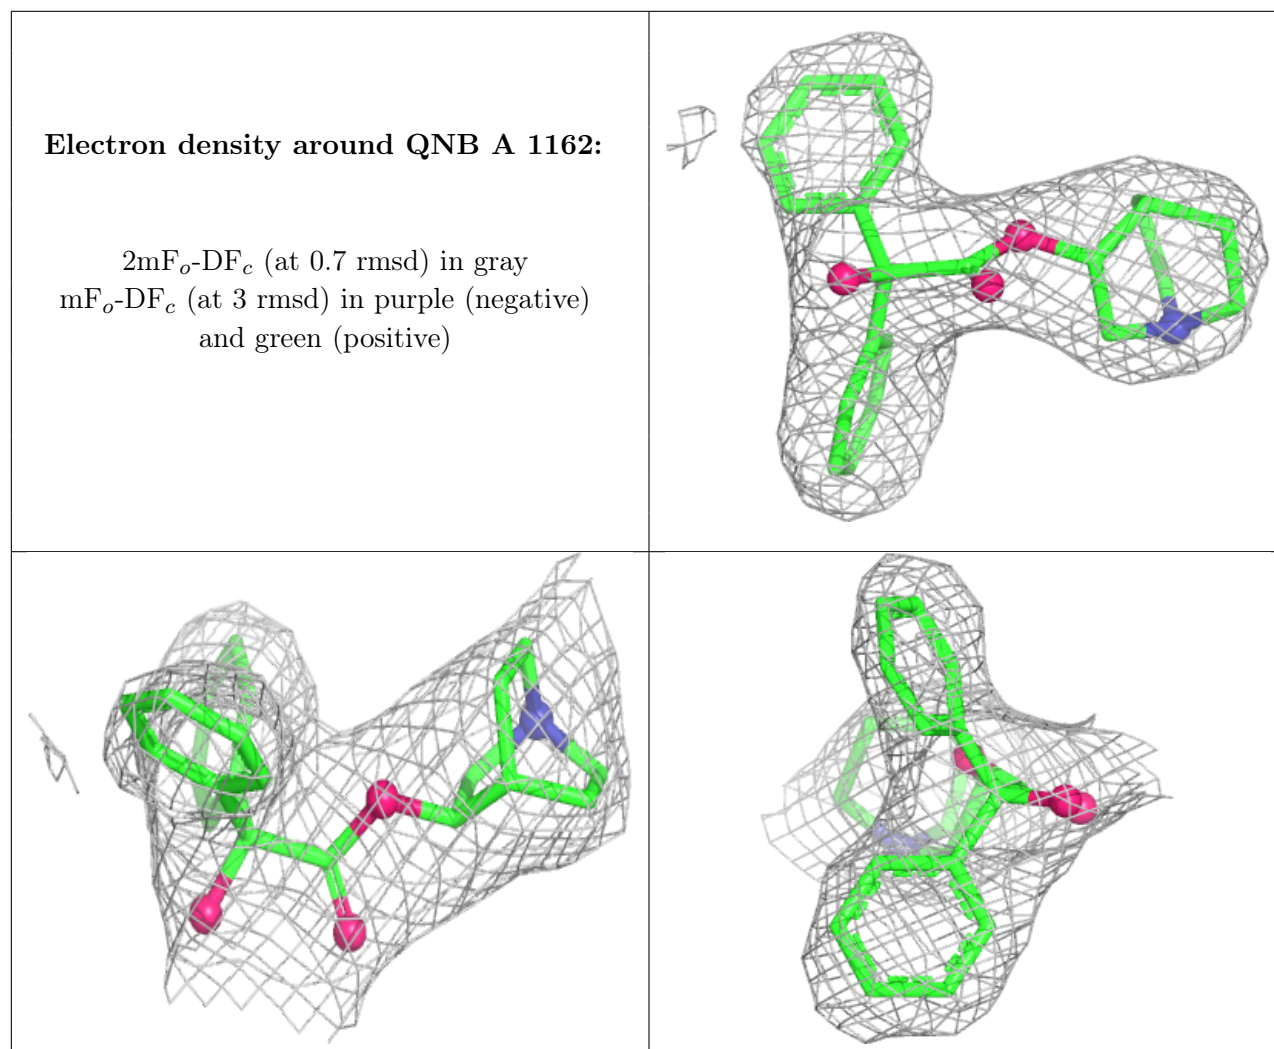 Electron density around QNB A 1162:
2mFo-DFc (at 0.7 rmsd) in gray
mFo-DFc (at 3 rmsd) in purple (negative)
and green (positive)